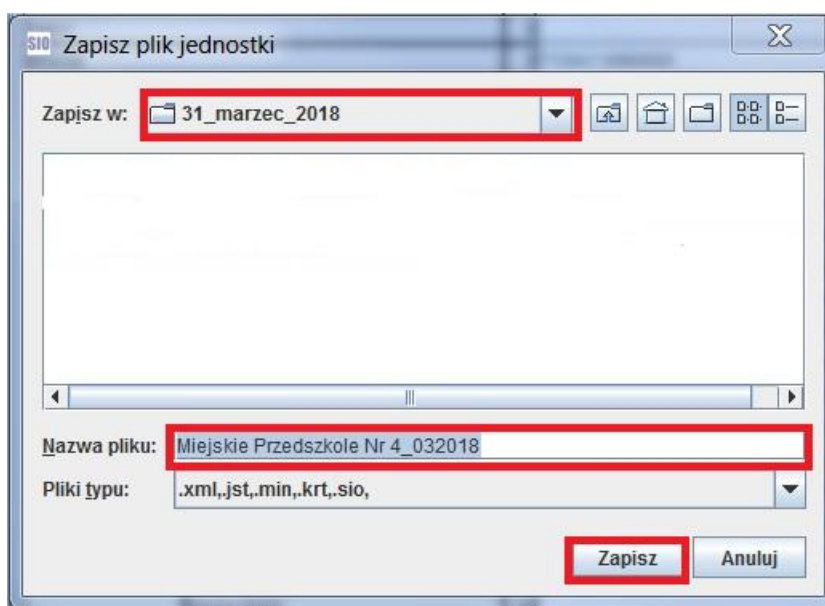 SIO Zapisz plik jednostki
Zapisz w: 31_marzec_2018
Nazwa pliku: Miejskie Przedszkole Nr 4_032018
Pliki typu: .xml,.jst,.min,.krt,.sio,
Zapisz Anuluj